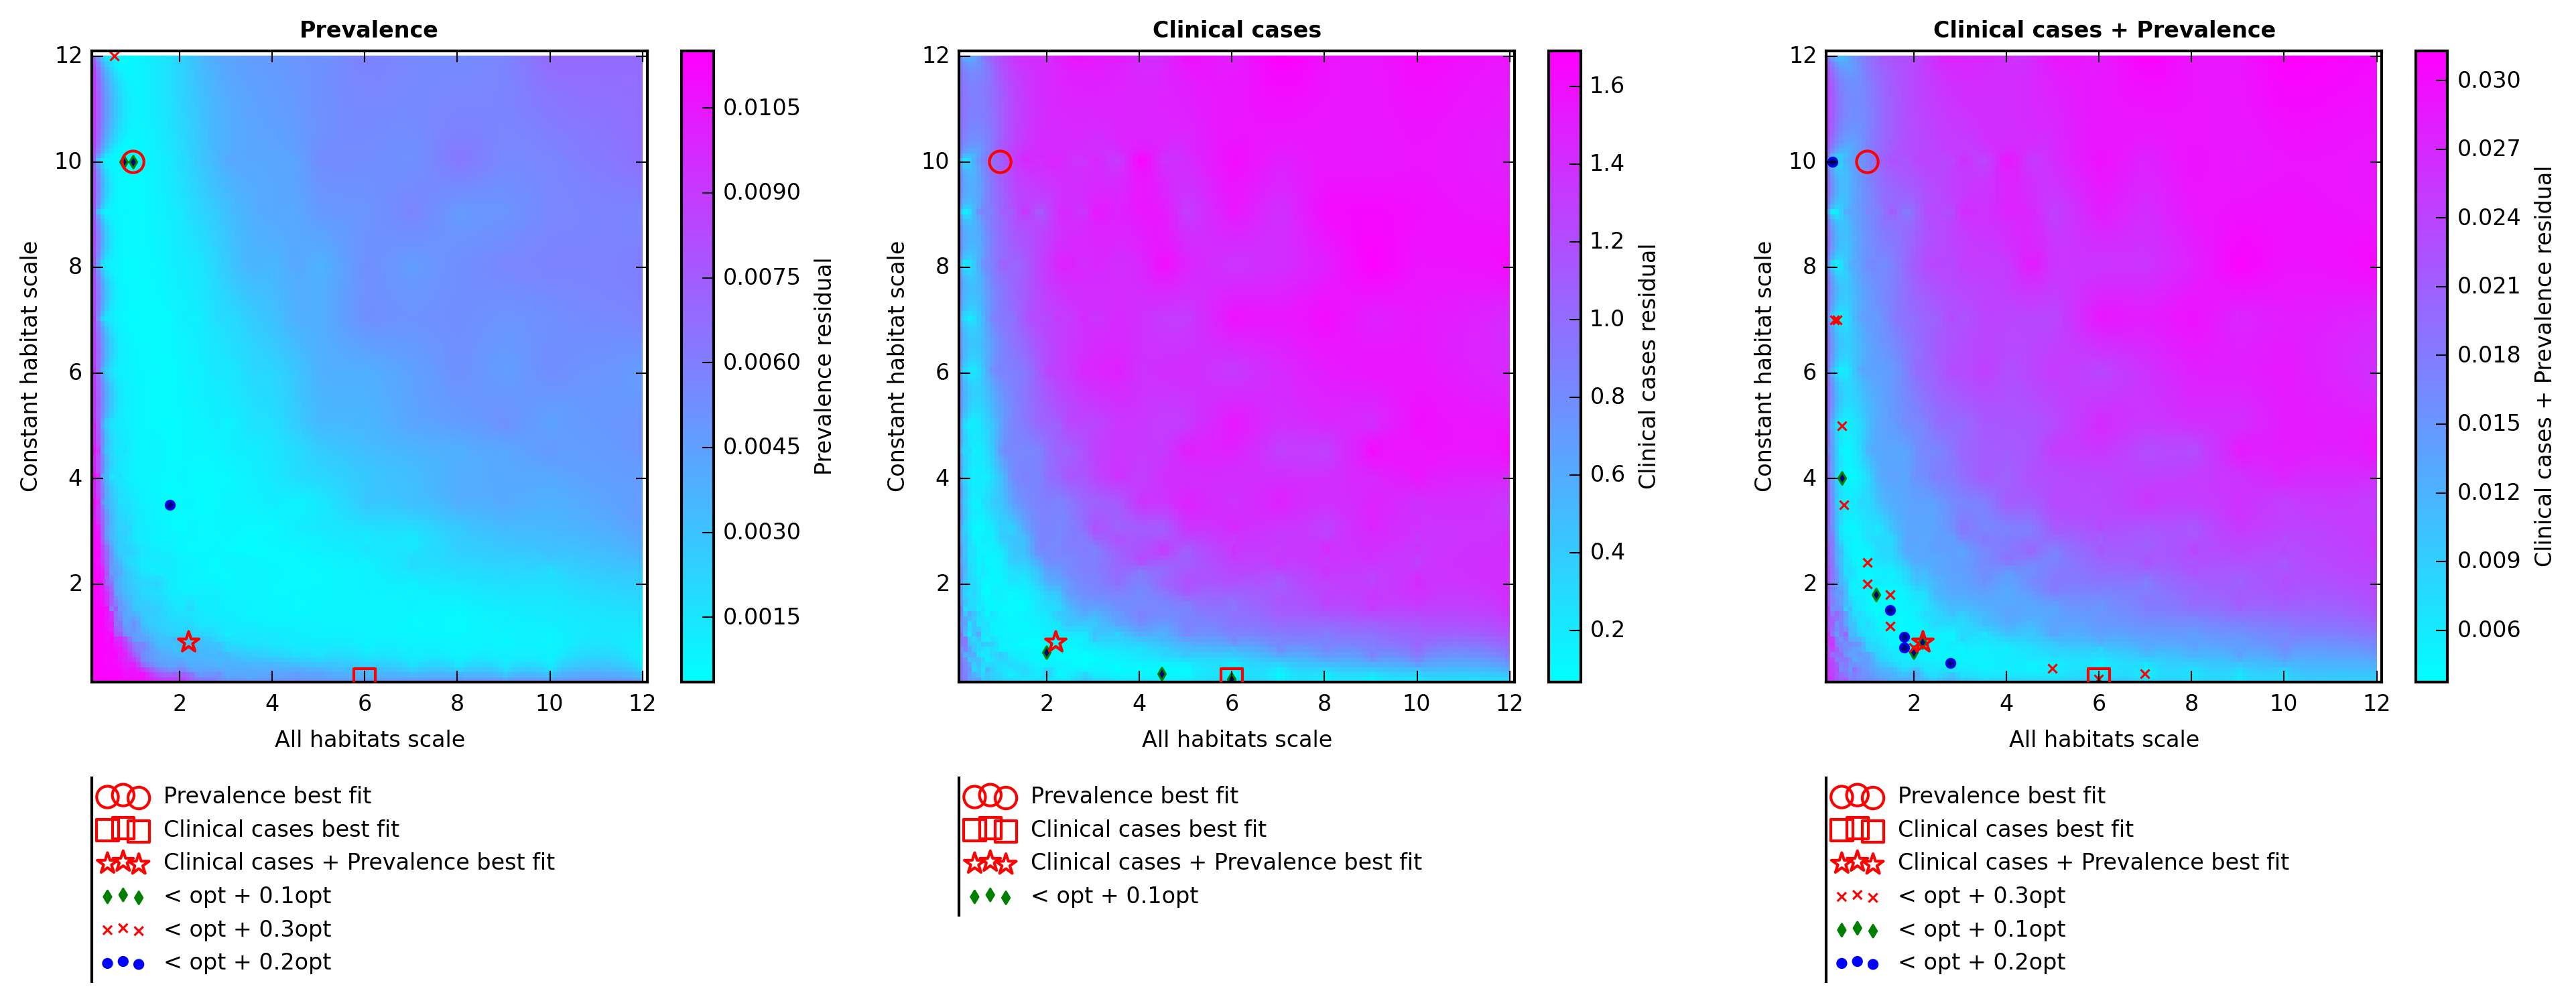 Prevalence
Constant habitat scale
12
10
8
6
4
2
2 4 6 8 10 12
All habitats scale
0.0105
0.0090
0.0075
0.0060
0.0045
0.0030
0.0015
Prevalence residual
Prevalence best fit
Clinical cases best fit
Clinical cases + Prevalence best fit
< opt + 0.1opt
< opt + 0.3opt
< opt + 0.2opt
Clinical cases
Constant habitat scale
12
10
8
6
4
2
2 4 6 8 10 12
All habitats scale
1.6
1.4
1.2
1.0
0.8
0.6
0.4
0.2
Clinical cases residual
Prevalence best fit
Clinical cases best fit
Clinical cases + Prevalence best fit
< opt + 0.1opt
Clinical cases + Prevalence
Constant habitat scale
12
10
8
6
4
2
2 4 6 8 10 12
All habitats scale
0.030
0.027
0.024
0.021
0.018
0.015
0.012
0.009
0.006
Clinical cases + Prevalence residual
Prevalence best fit
Clinical cases best fit
Clinical cases + Prevalence best fit
< opt + 0.3opt
< opt + 0.1opt
< opt + 0.2opt